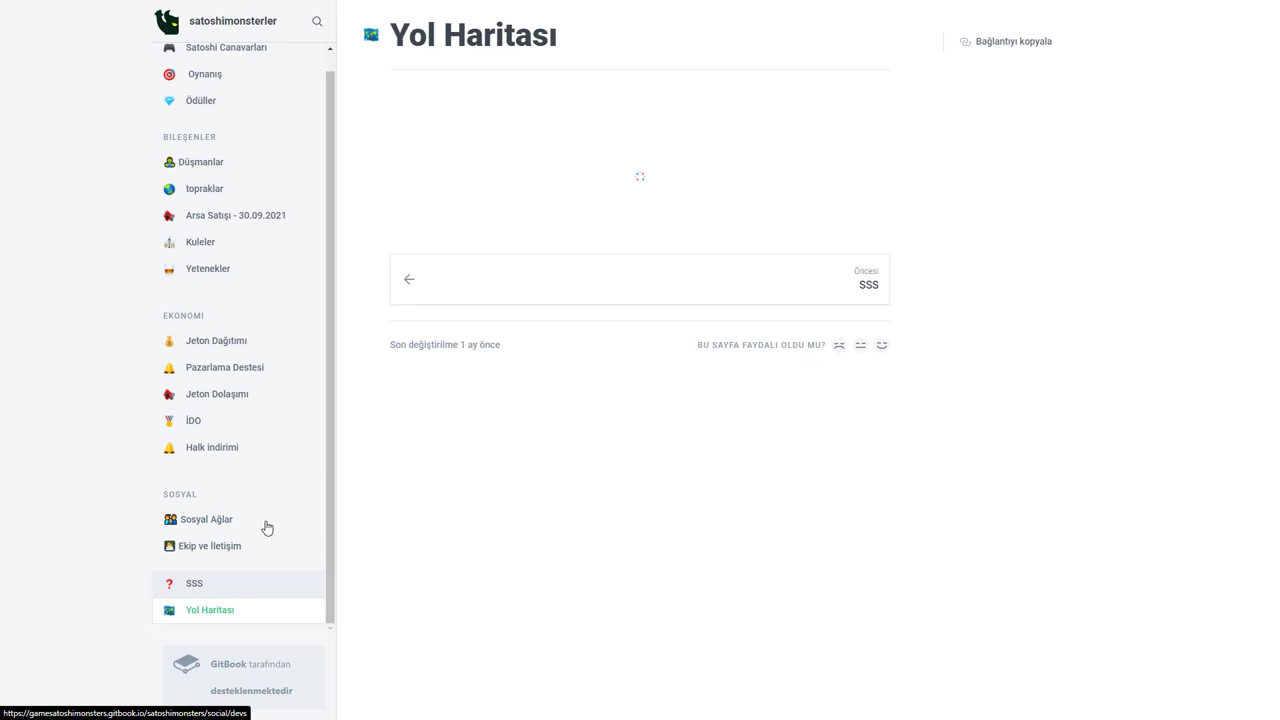 satoshimonsterler
Satoshi Canavarları
Oynanış
Ödüller
BILEŞENLER
Düşmanlar
topraklar
Arsa Satışı - 30.09.2021
Kuleler
Yetenekler
EKONOMI
Jeton Dağıtımı
Pazarlama Destesi
Jeton Dolaşımı
İDO
Halk indirimi
SOSYAL
Sosyal Ağlar
Ekip ve İletişim
SSS
Yol Haritası
GitBook tarafından
desteklenmektedir
https://gamesatoshimonsters.gitbook.io/satoshimonsters/social/devs
Yol Haritası
Bağlantıyı kopyala
Öncesi
SSS
Son değiştirilme 1 ay önce
BU SAYFA FAYDALI OLDU MU?